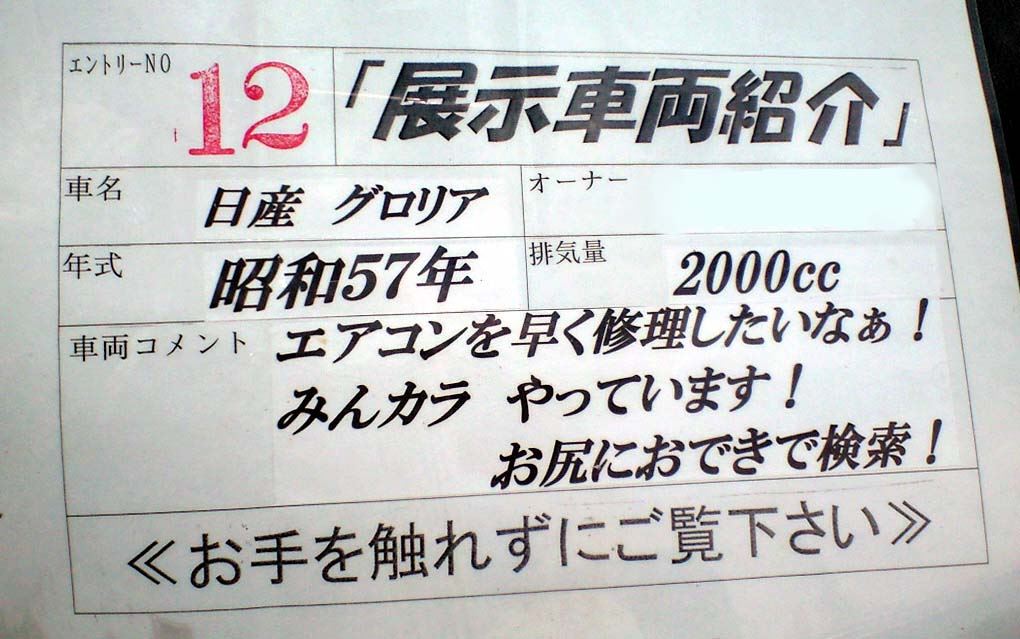 エントリーNO 12 「展示車両紹介」
車名 日産 グロリア オーナー
年式 昭和57年 排気量 2000cc
車両コメント エアコンを早く修理したいなぁ！
みんカラ やっています！
お尻におできで検索！
≪お手を触れずにご覧下さい≫